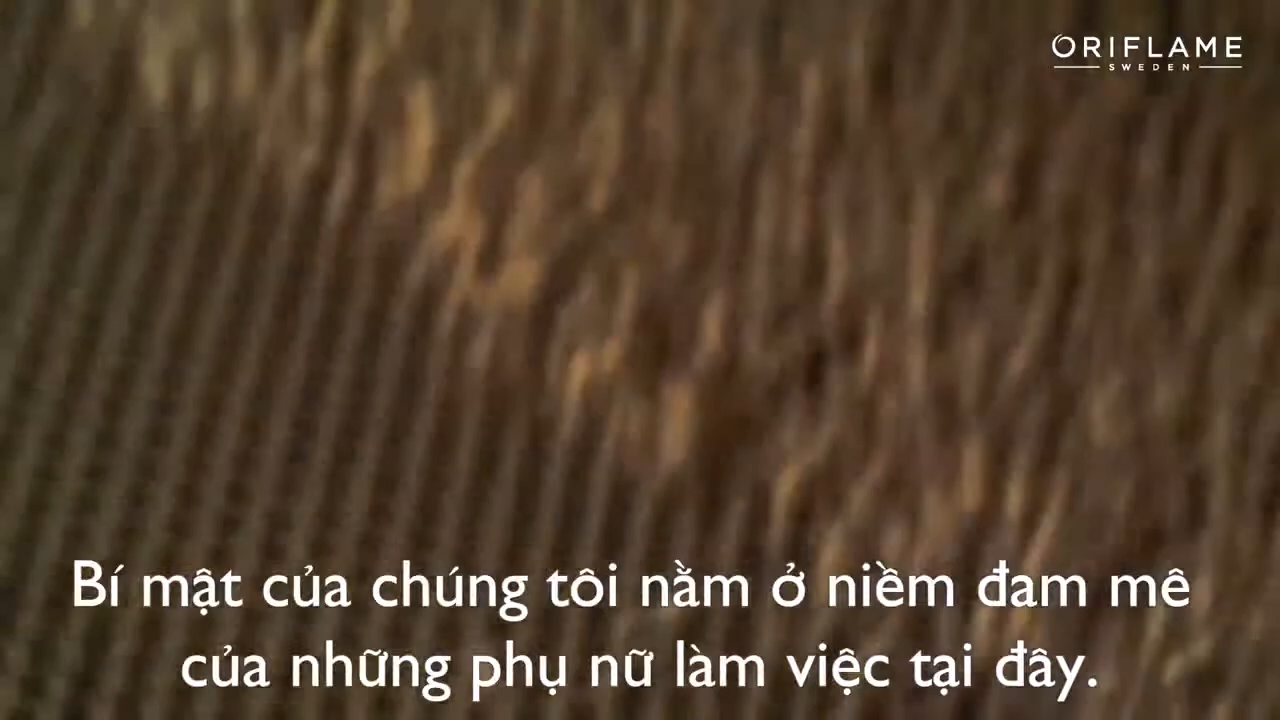 ORIFLAME
SWEDEN
Bí mật của chúng tôi nằm ở niềm đam mê
của những phụ nữ làm việc tại đây.